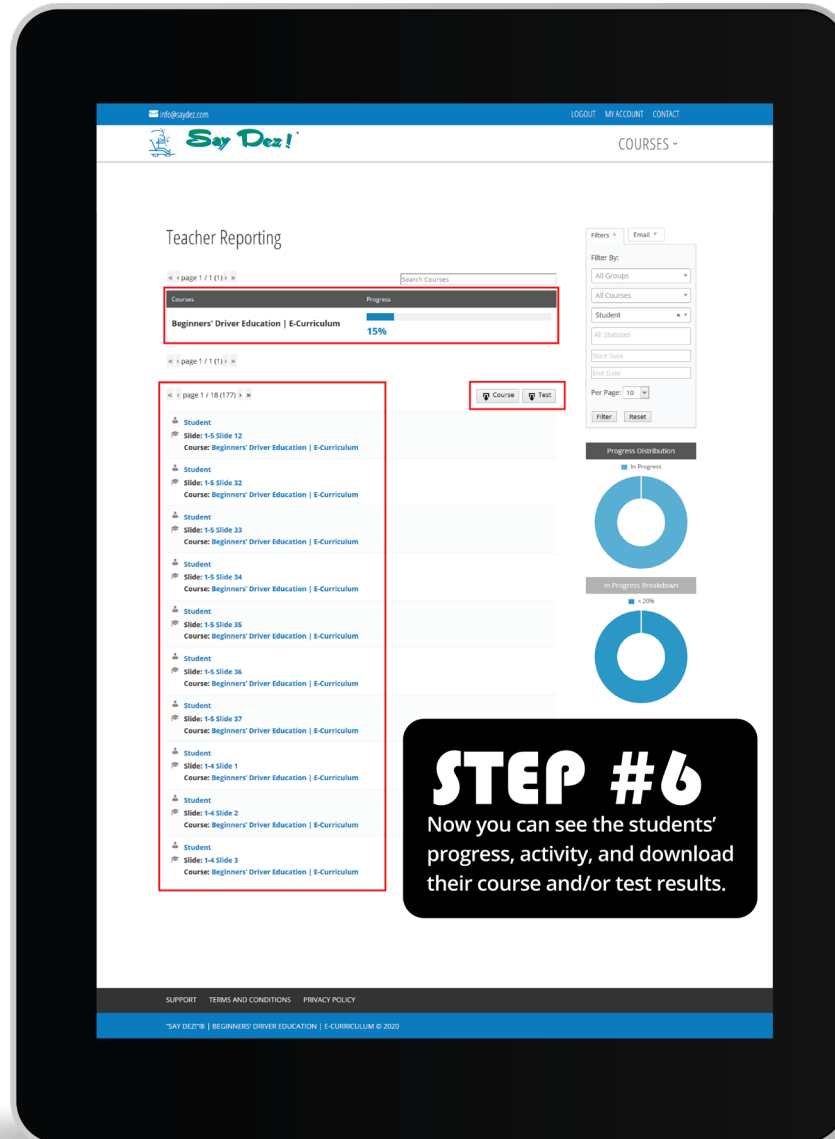 info@saydez.com
LOGOUT MY ACCOUNT CONTACT
Say Dez!
COURSES
Teacher Reporting
« ‹ page 1 / 1 (1) › »
Search Courses
Courses Progress
Beginners' Driver Education | E-Curriculum
15%
« ‹ page 1 / 1 (1) › »
« ‹ page 1 / 18 (177) › »
Course Test
Student
Slide: 1-5 Slide 12
Course: Beginners' Driver Education | E-Curriculum
Student
Slide: 1-5 Slide 32
Course: Beginners' Driver Education | E-Curriculum
Student
Slide: 1-5 Slide 33
Course: Beginners' Driver Education | E-Curriculum
Student
Slide: 1-5 Slide 34
Course: Beginners' Driver Education | E-Curriculum
Student
Slide: 1-5 Slide 35
Course: Beginners' Driver Education | E-Curriculum
Student
Slide: 1-5 Slide 36
Course: Beginners' Driver Education | E-Curriculum
Student
Slide: 1-5 Slide 37
Course: Beginners' Driver Education | E-Curriculum
Student
Slide: 1-4 Slide 1
Course: Beginners' Driver Education | E-Curriculum
Student
Slide: 1-4 Slide 2
Course: Beginners' Driver Education | E-Curriculum
Student
Slide: 1-4 Slide 3
Course: Beginners' Driver Education | E-Curriculum
Filters Email
Filter By:
All Groups
All Courses
Student ×
All Statuses
Start Date
End Date
Per Page: 10
Filter Reset
Progress Distribution
In Progress
In Progress Breakdown
< 20%
STEP #6
Now you can see the students'
progress, activity, and download
their course and/or test results.
SUPPORT TERMS AND CONDITIONS PRIVACY POLICY
"SAY DEZ!"® | BEGINNERS' DRIVER EDUCATION | E-CURRICULUM © 2020